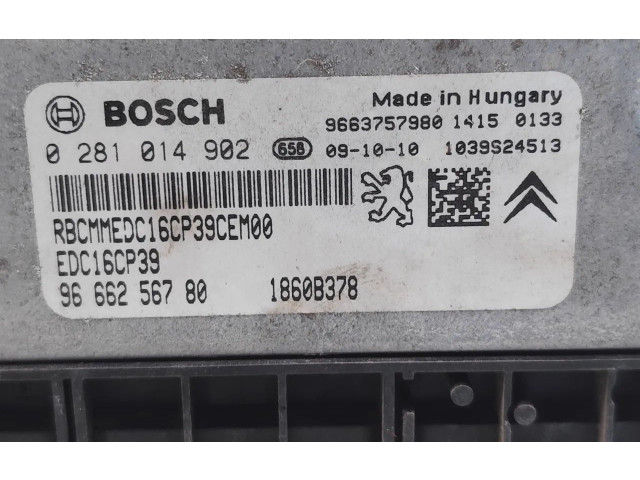 BOSCH
Made in Hungary
9663757980 1415 0133
0 281 014 902 658 09-10-10 1039S24513
RBCMMEDC16CP39CEM00
EDC16CP39
96 662 567 80 1860B378